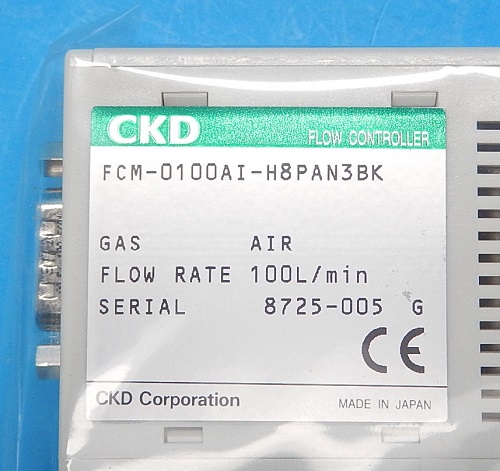 CKD FLOW CONTROLLER
FCM-0100AI-H8PAN3BK
GAS AIR
FLOW RATE 100L/min
SERIAL 8725-005 G
CE
CKD Corporation MADE IN JAPAN